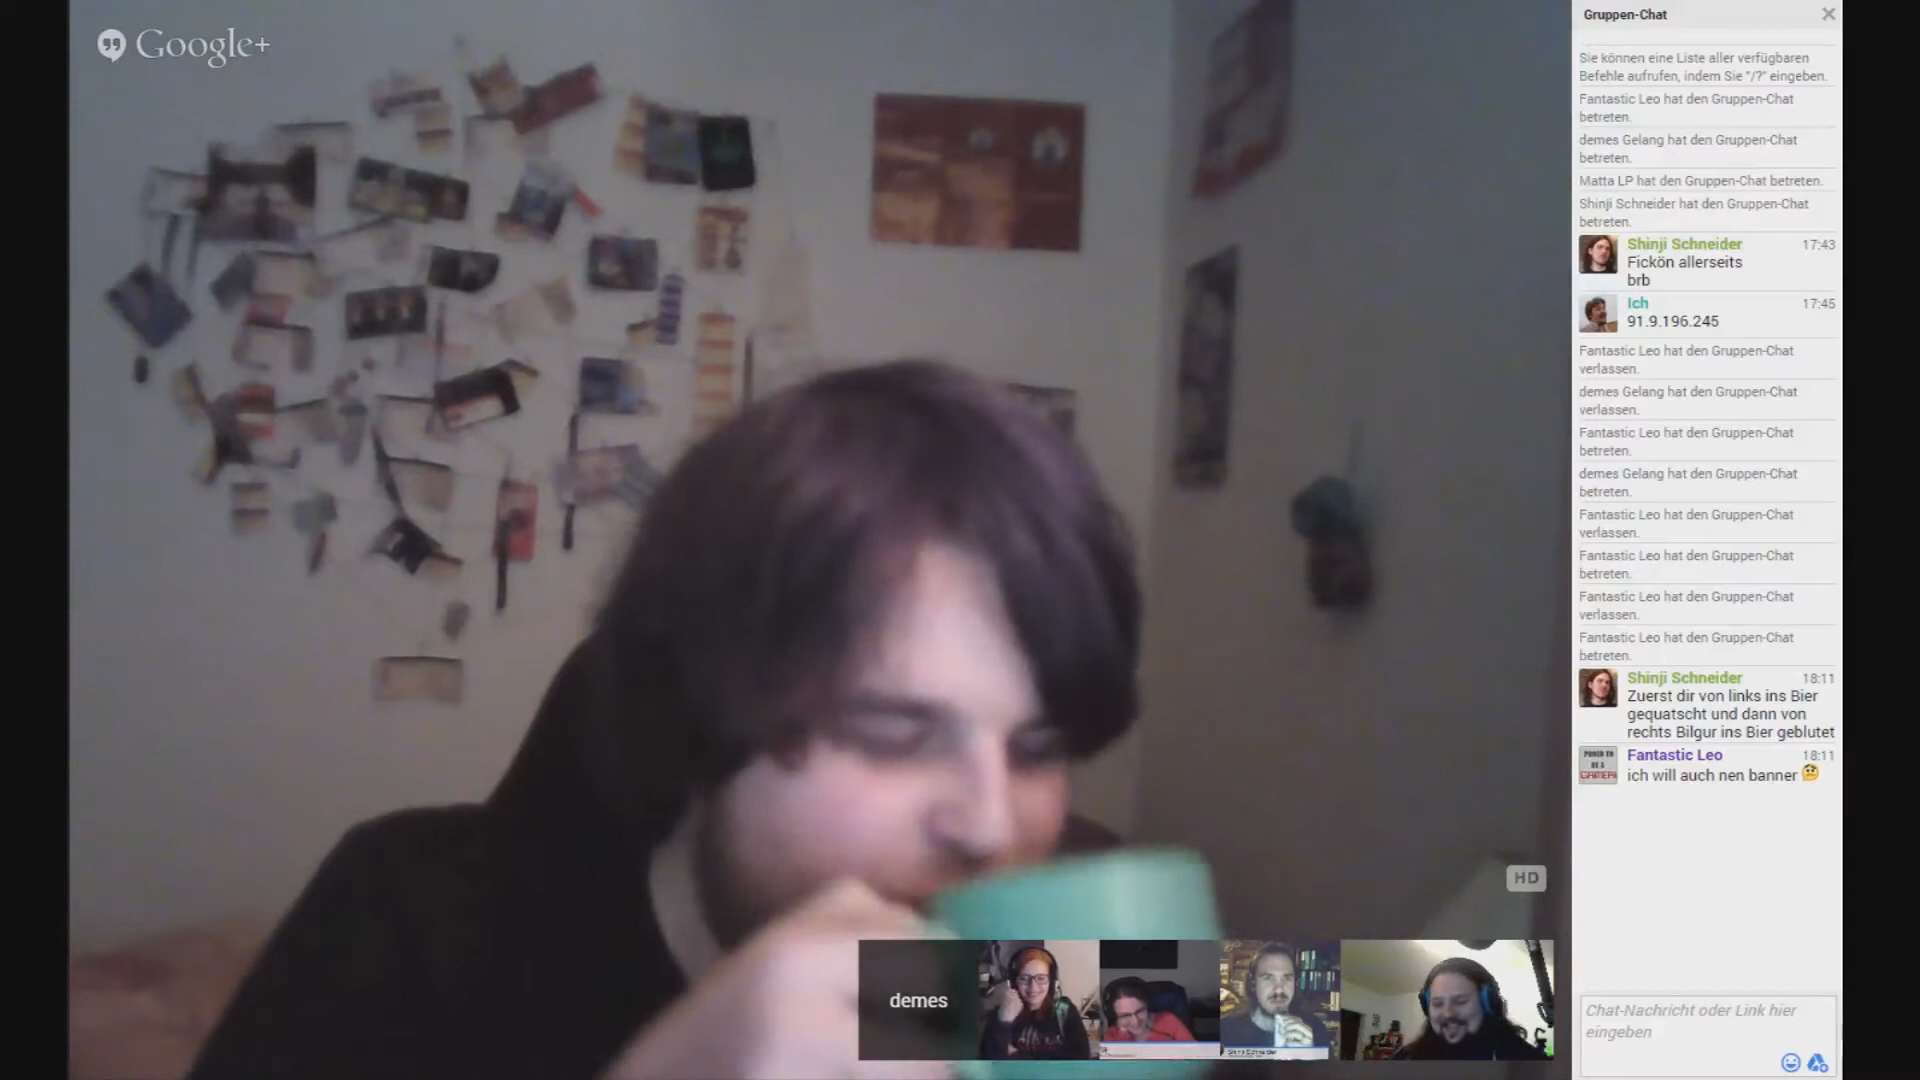 Google+
Gruppen-Chat
Sie können eine Liste aller verfügbaren
Befehle aufrufen, indem Sie "/?" eingeben.
Fantastic Leo hat den Gruppen-Chat
betreten.
demes Gelang hat den Gruppen-Chat
betreten.
Matta LP hat den Gruppen-Chat betreten.
Shinji Schneider hat den Gruppen-Chat
betreten.
Shinji Schneider 17:43
Fickön allerseits
brb
Ich 17:45
91.9.196.245
Fantastic Leo hat den Gruppen-Chat
verlassen.
demes Gelang hat den Gruppen-Chat
verlassen.
Fantastic Leo hat den Gruppen-Chat
betreten.
demes Gelang hat den Gruppen-Chat
betreten.
Fantastic Leo hat den Gruppen-Chat
verlassen.
Fantastic Leo hat den Gruppen-Chat
betreten.
Fantastic Leo hat den Gruppen-Chat
verlassen.
Fantastic Leo hat den Gruppen-Chat
betreten.
Shinji Schneider 18:11
Zuerst dir von links ins Bier
gequatscht und dann von
rechts Bilgur ins Bier geblutet
Fantastic Leo 18:11
ich will auch nen banner
HD
demes
Shinji Schneider
Chat-Nachricht oder Link hier
eingeben